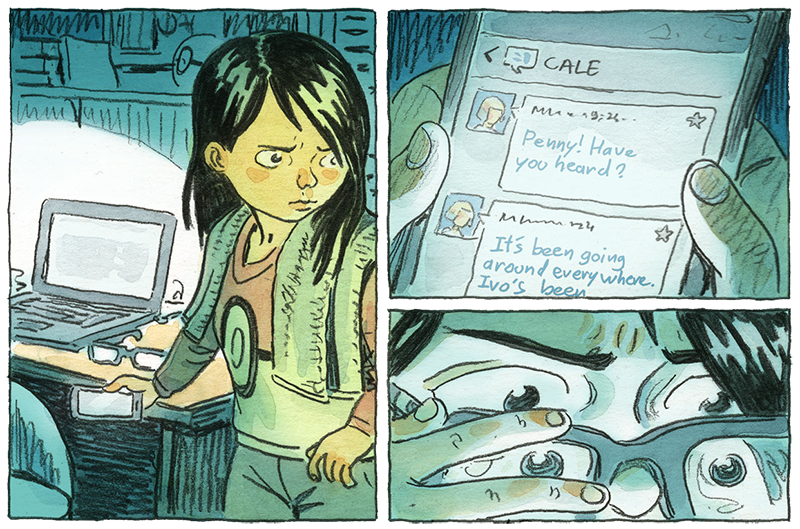 CALE
Penny! Have
you heard?
It's been going
around everywhere.
Ivo's been